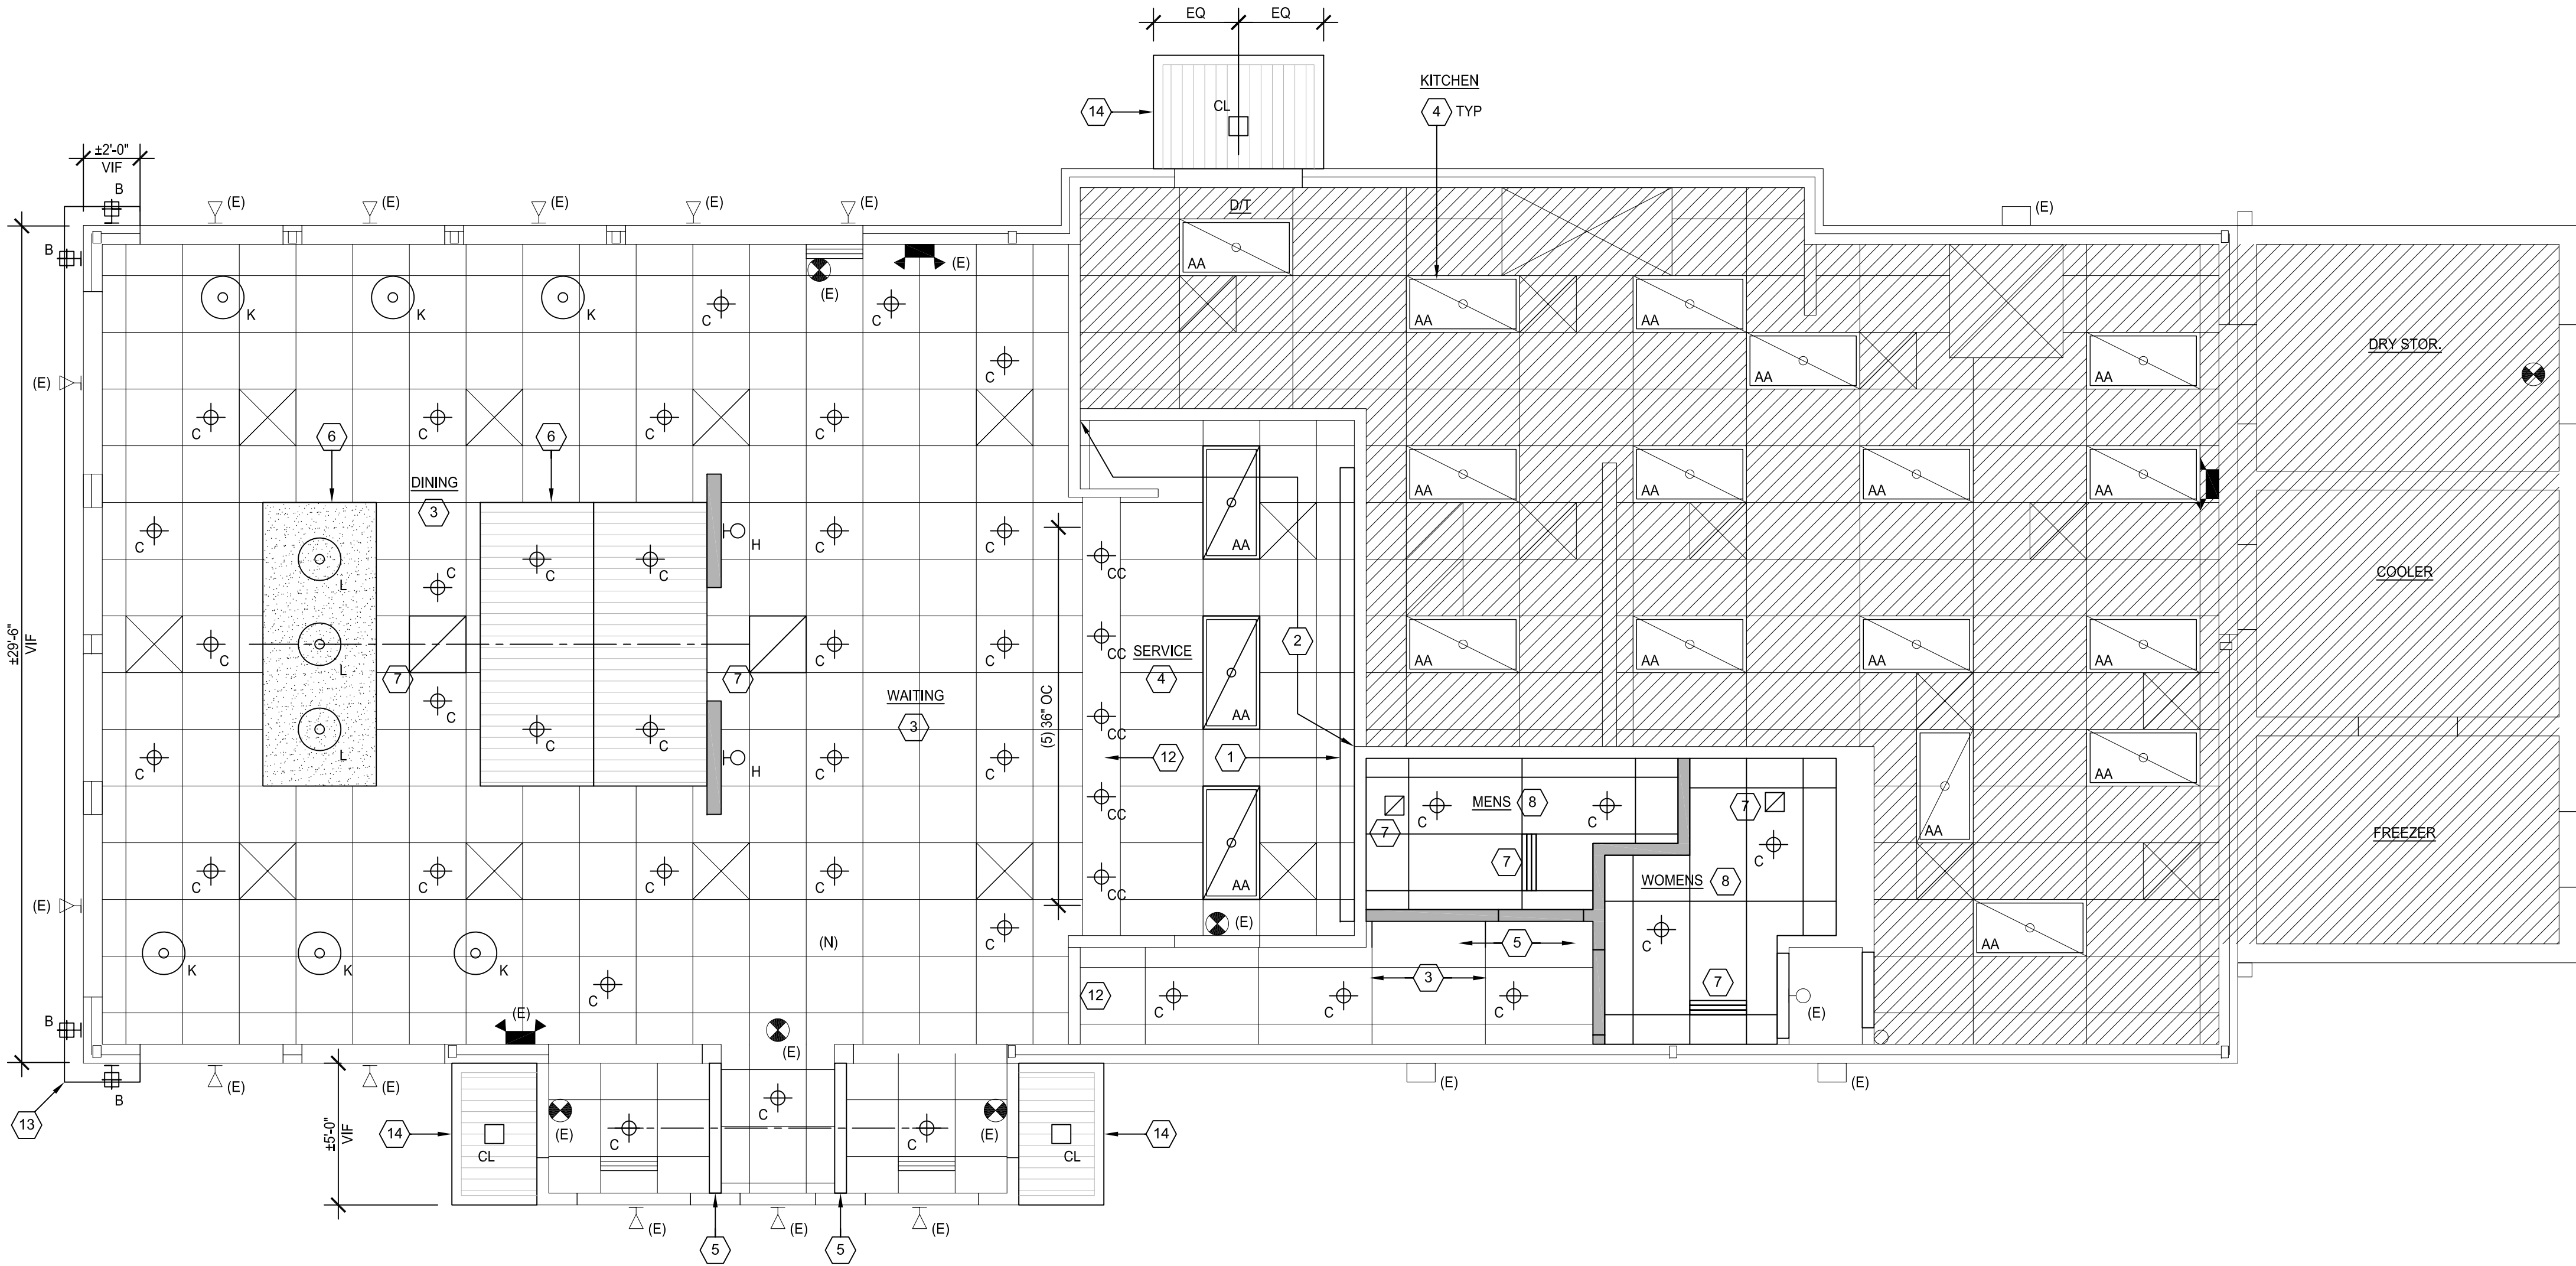 EQ EQ
KITCHEN
14 CL 4 TYP
±2'-0"
VIF
B (E) (E) (E) (E) (E) D/T (E)
B (E) AA
(E)
K K K C C AA AA
C AA AA DRY STOR.
(E)
C C C C
6 6
DINING AA AA AA AA
3
C H C C
C C C CC AA
L COOLER
C
±29'-6"
VIF
L C C C CC SERVICE 2 AA AA AA AA
7 7 4
C WAITING
L C C 3 CC AA
(5) 36" OC
C H C C 12 1 AA
CC MENS 8 7
C C 7 C
7 AA FREEZER
C C C C CC AA WOMENS 8
(E)
(N) C 5 C AA
K K K 3 7
C 12 C C C (E)
B (E) (E)
B (E) (E) (E) (E)
13 ±5'-0"
VIF
14 CL (E) C C C (E) CL 14
(E) (E) (E)
5 5